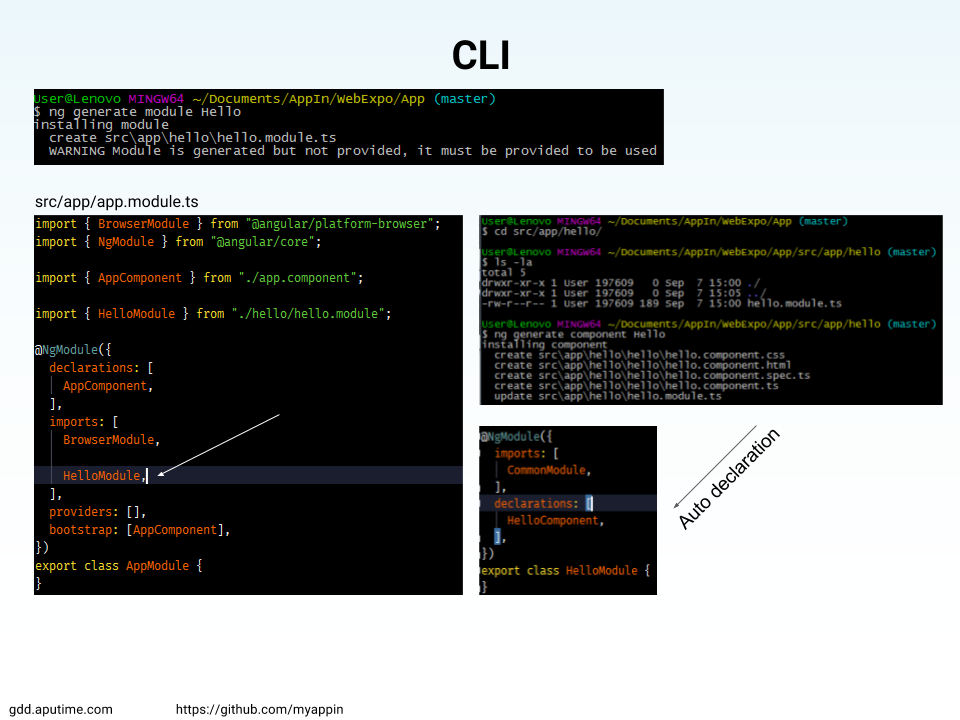 CLI
User@Lenovo MINGW64 ~/Documents/AppIn/WebExpo/App (master)
$ ng generate module Hello
installing module
  create src\app\hello\hello.module.ts
  WARNING Module is generated but not provided, it must be provided to be used
src/app/app.module.ts
import { BrowserModule } from "@angular/platform-browser";
import { NgModule } from "@angular/core";
import { AppComponent } from "./app.component";
import { HelloModule } from "./hello/hello.module";
@NgModule({
  declarations: [
    AppComponent,
  ],
  imports: [
    BrowserModule,
    HelloModule,
  ],
  providers: [],
  bootstrap: [AppComponent],
})
export class AppModule {
}
User@Lenovo MINGW64 ~/Documents/AppIn/WebExpo/App (master)
$ cd src/app/hello/
User@Lenovo MINGW64 ~/Documents/AppIn/WebExpo/App/src/app/hello (master)
$ ls -la
total 5
drwxr-xr-x 1 User 197609   0 Sep  7 15:00 ./
drwxr-xr-x 1 User 197609   0 Sep  7 15:05 ../
-rw-r--r-- 1 User 197609 189 Sep  7 15:00 hello.module.ts
User@Lenovo MINGW64 ~/Documents/AppIn/WebExpo/App/src/app/hello (master)
$ ng generate component Hello
installing component
  create src\app\hello\hello\hello.component.css
  create src\app\hello\hello\hello.component.html
  create src\app\hello\hello\hello.component.spec.ts
  create src\app\hello\hello\hello.component.ts
  update src\app\hello\hello.module.ts
@NgModule({
  imports: [
    CommonModule,
  ],
  declarations: [
    HelloComponent,
  ],
})
export class HelloModule {
}
Auto declaration
gdd.aputime.com
https://github.com/myappin